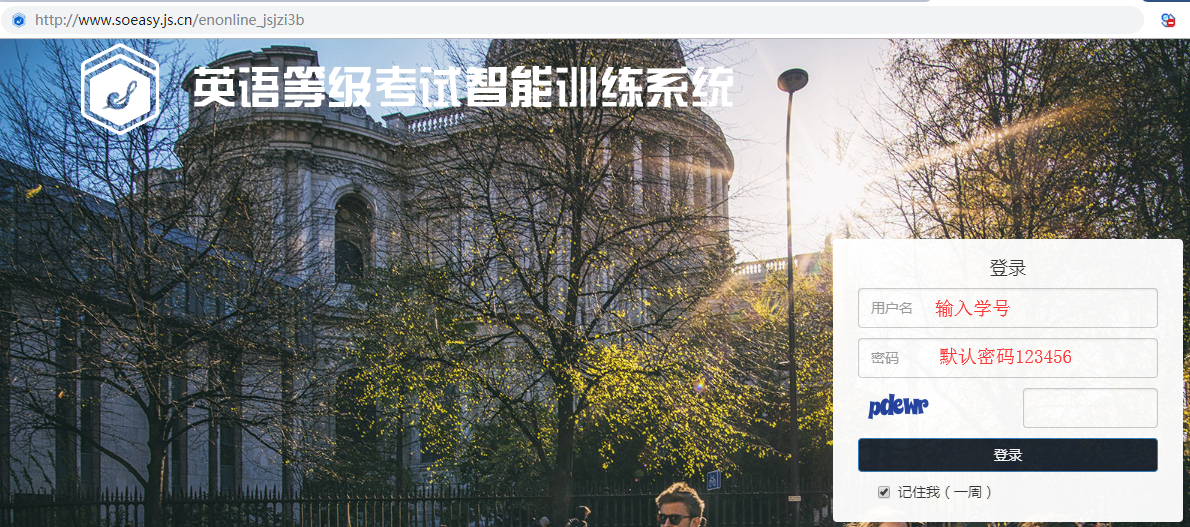 http://www.soeasy.js.cn/enonline_jsjzi3b
英语等级考试智能训练系统
登录
用户名 输入学号
密码 默认密码123456
pdewr
登录
记住我（一周）